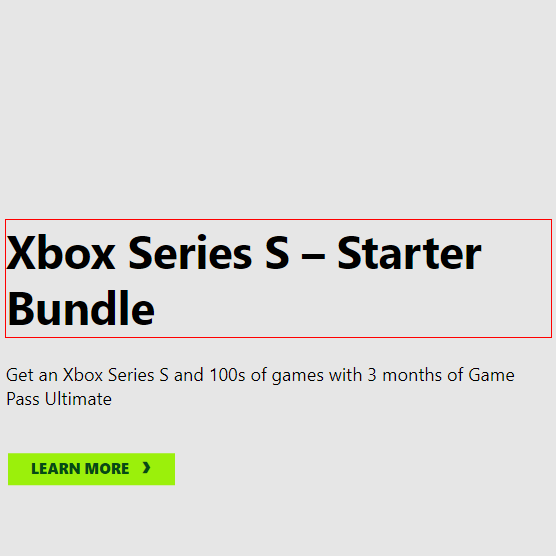 Xbox Series S – Starter
Bundle
Get an Xbox Series S and 100s of games with 3 months of Game
Pass Ultimate
LEARN MORE ❯